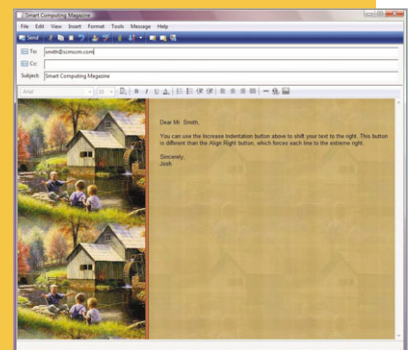 Smart Computing Magazine
File Edit View Insert Format Tools Message Help
Send
To: smith@scmscm.com
Cc:
Subject: Smart Computing Magazine
Arial 10 B I U A
Dear Mr. Smith,
You can use the Increase Indentation button above to shift your text to the right. This button
is different than the Align Right button, which forces each line to the extreme right.
Sincerely,
Josh